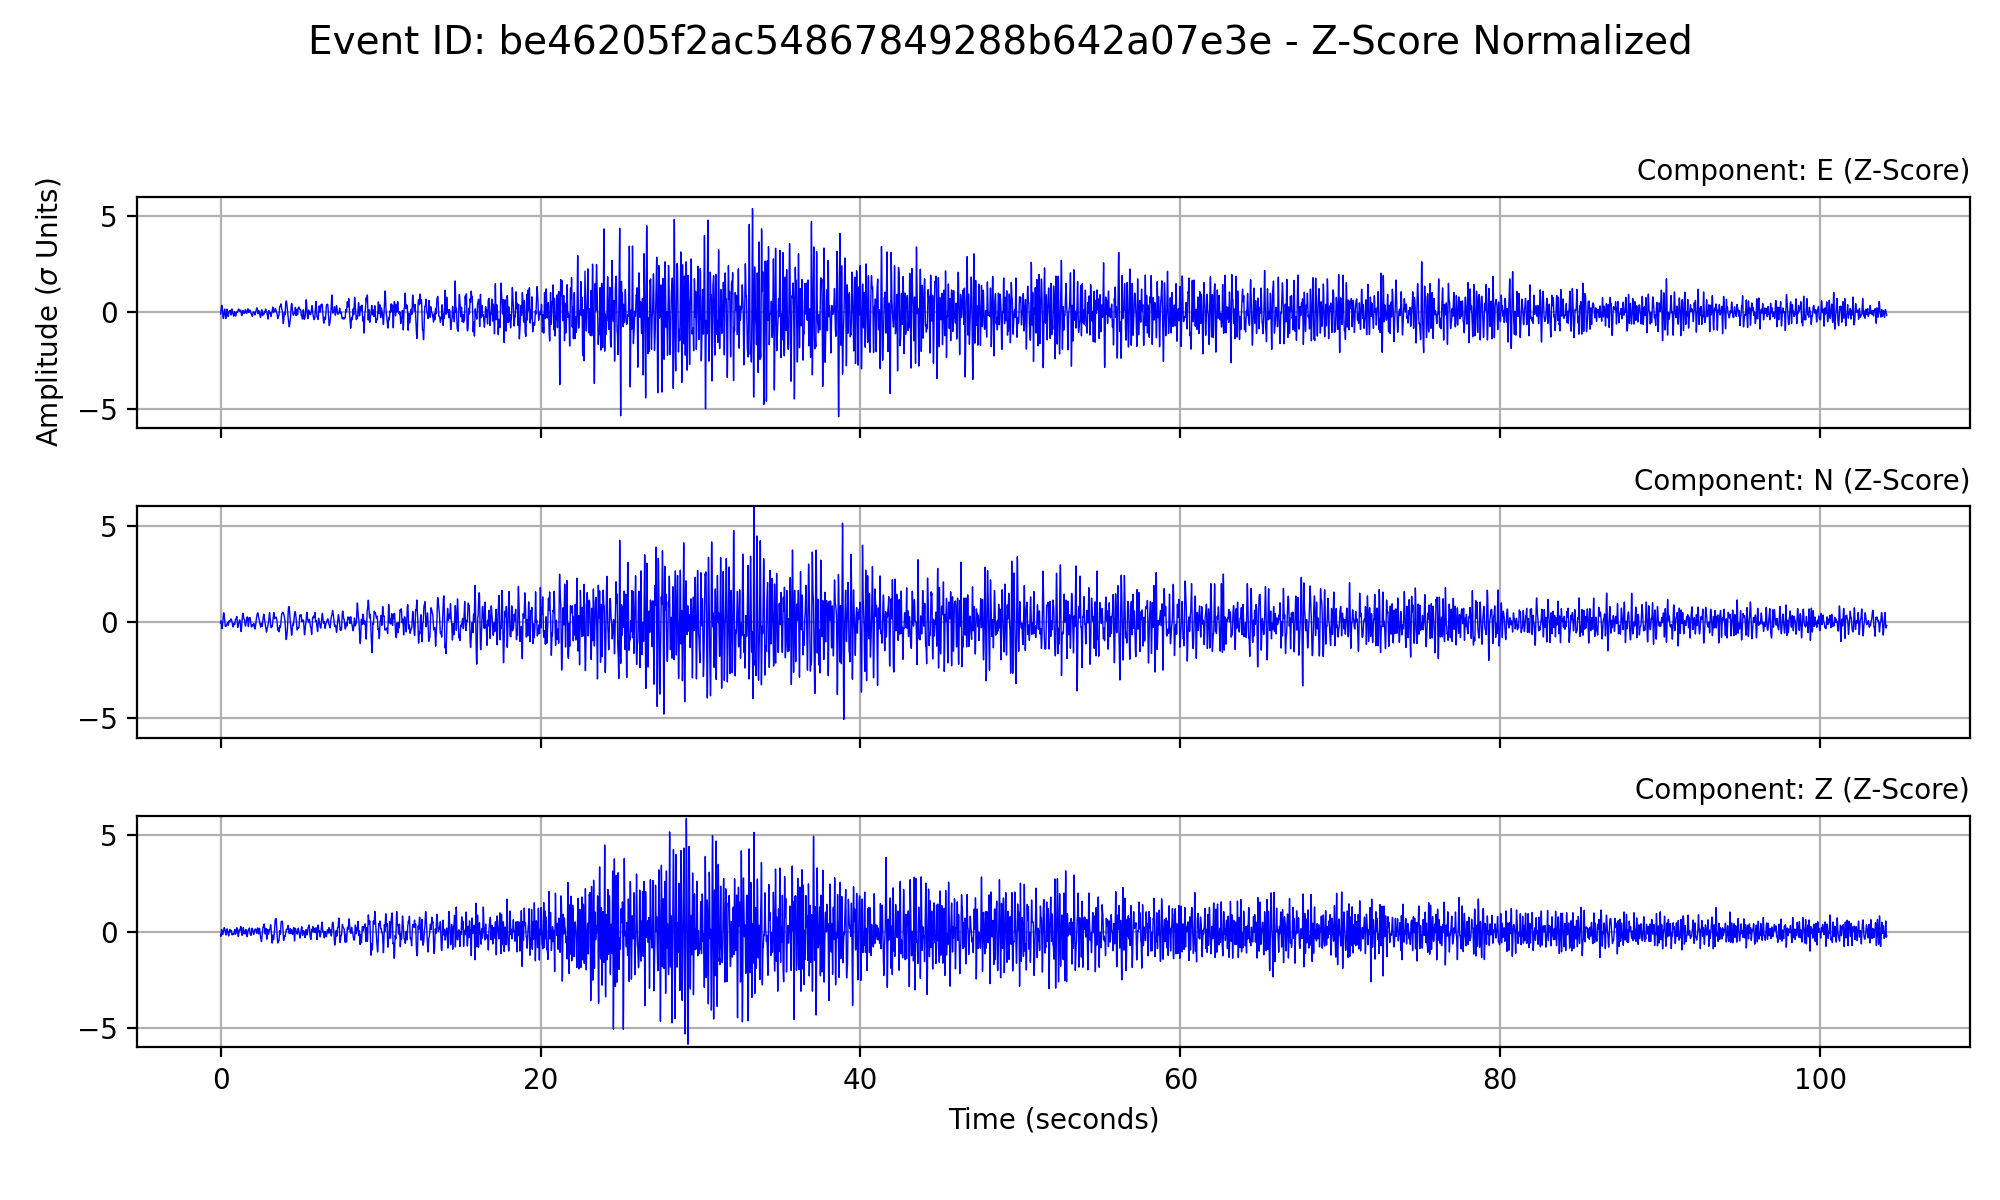 Event ID: be46205f2ac54867849288b642a07e3e - Z-Score Normalized
Component: E (Z-Score)
Amplitude (σ Units)
5
0
−5
Component: N (Z-Score)
5
0
−5
Component: Z (Z-Score)
5
0
−5
0 20 40 60 80 100
Time (seconds)